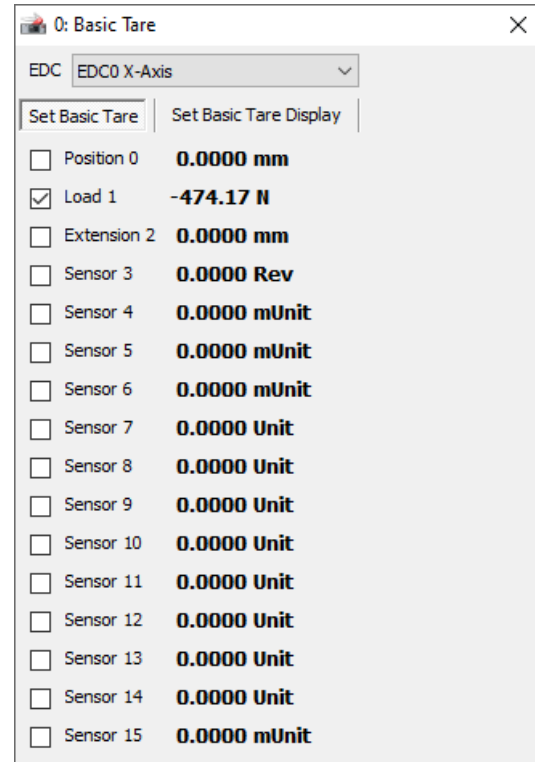 0: Basic Tare
EDC EDC0 X-Axis
Set Basic Tare Set Basic Tare Display
Position 0 0.0000 mm
Load 1 -474.17 N
Extension 2 0.0000 mm
Sensor 3 0.0000 Rev
Sensor 4 0.0000 mUnit
Sensor 5 0.0000 mUnit
Sensor 6 0.0000 mUnit
Sensor 7 0.0000 Unit
Sensor 8 0.0000 Unit
Sensor 9 0.0000 Unit
Sensor 10 0.0000 Unit
Sensor 11 0.0000 Unit
Sensor 12 0.0000 Unit
Sensor 13 0.0000 Unit
Sensor 14 0.0000 Unit
Sensor 15 0.0000 mUnit